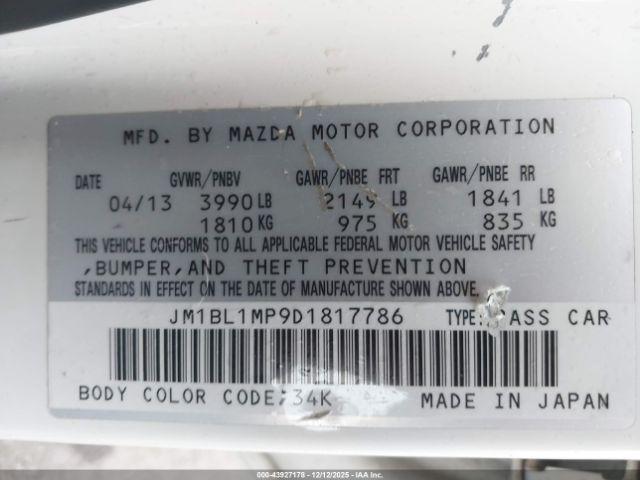 MFD. BY MAZDA MOTOR CORPORATION
DATE GVWR/PNBV GAWR/PNBE FRT GAWR/PNBE RR
04/13 3990 LB 2149 LB 1841 LB
1810 KG 975 KG 835 KG
THIS VEHICLE CONFORMS TO ALL APPLICABLE FEDERAL MOTOR VEHICLE SAFETY
,BUMPER,AND THEFT PREVENTION
STANDARDS IN EFFECT ON THE DATE OF MANUFACTURE SHOWN ABOVE.
JM1BL1MP9D1817786 TYPE: PASS CAR
BODY COLOR CODE:34K MADE IN JAPAN
000-43927178 - 12/12/2025 - © IAA, Inc.